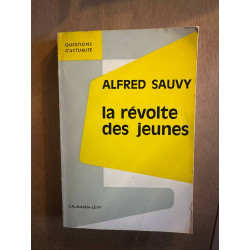 QUESTIONS
D'ACTUALITÉ
ALFRED SAUVY
la révolte
des jeunes
CALMANN-LÉVY